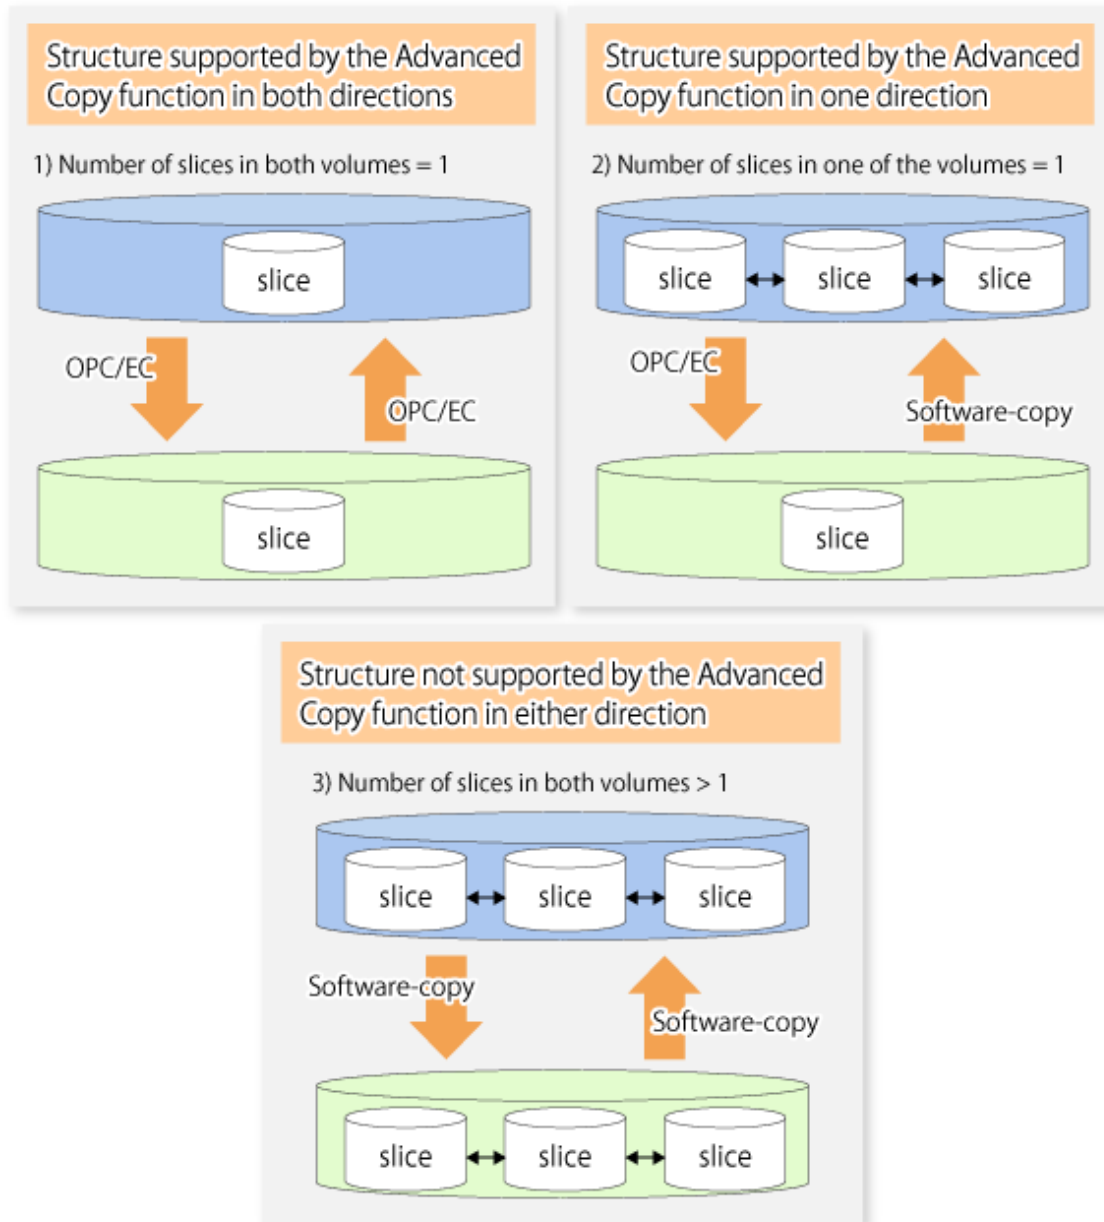 Structure supported by the Advanced
Copy function in both directions
1) Number of slices in both volumes = 1
slice
OPC/EC
OPC/EC
slice
Structure supported by the Advanced
Copy function in one direction
2) Number of slices in one of the volumes = 1
slice slice slice
OPC/EC
Software-copy
slice
Structure not supported by the Advanced
Copy function in either direction
3) Number of slices in both volumes > 1
slice slice slice
Software-copy
Software-copy
slice slice slice